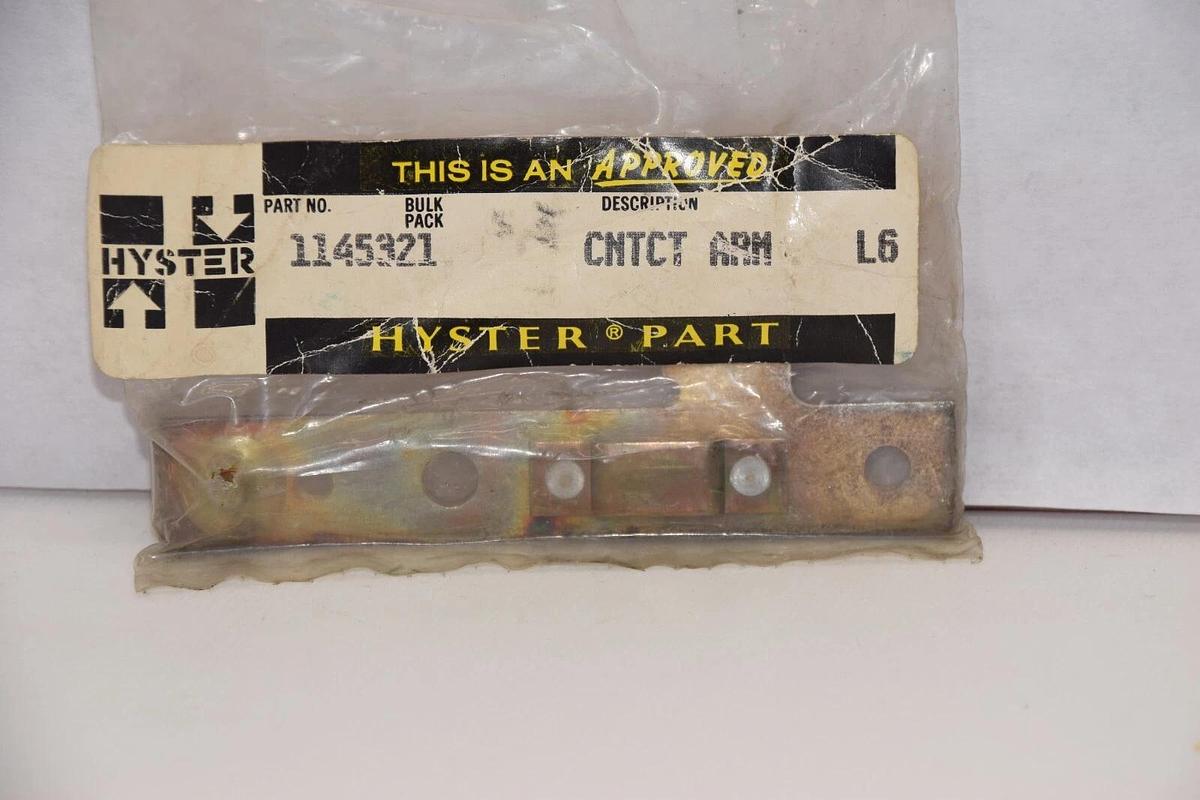 THIS IS AN APPROVED
HYSTER
PART NO. BULK PACK DESCRIPTION
1145321 CNTCT ARM L6
HYSTER ® PART